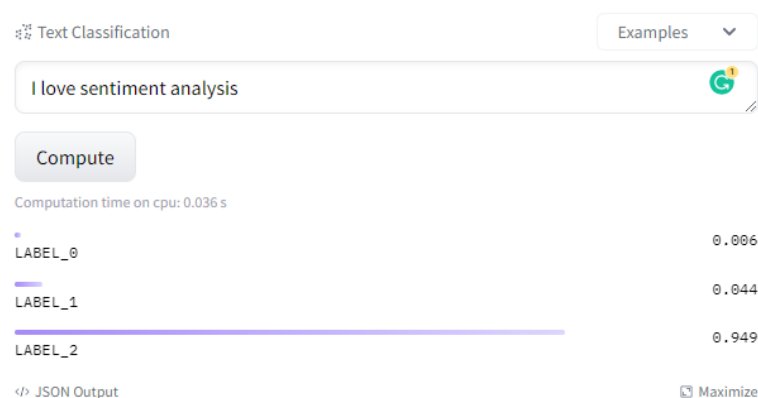 Text Classification
Examples
I love sentiment analysis
1
Compute
Computation time on cpu: 0.036 s
0.006
LABEL_0
0.044
LABEL_1
0.949
LABEL_2
</> JSON Output
Maximize